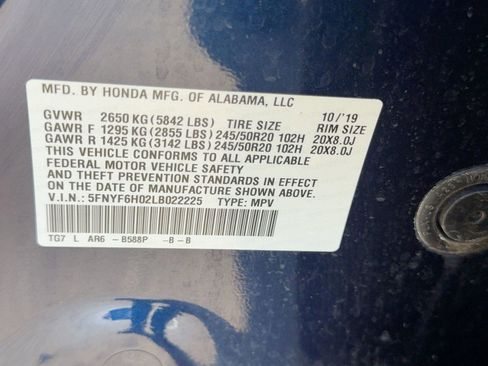 MFD. BY HONDA MFG. OF ALABAMA, LLC
GVWR 2650 KG (5842 LBS) TIRE SIZE 10/'19 RIM SIZE
GAWR F 1295 KG (2855 LBS) 245/50R20 102H 20X8.0J
GAWR R 1425 KG (3142 LBS) 245/50R20 102H 20X8.0J
THIS VEHICLE CONFORMS TO ALL APPLICABLE
FEDERAL MOTOR VEHICLE SAFETY
AND THEFT PREVENTION STANDARDS
IN EFFECT ON THE
DATE OF MANUFACTURE SHOWN ABOVE.
V.I.N.: 5FNYF6H02LB022225 TYPE: MPV
TG7 L AR6 -B588P -B-B